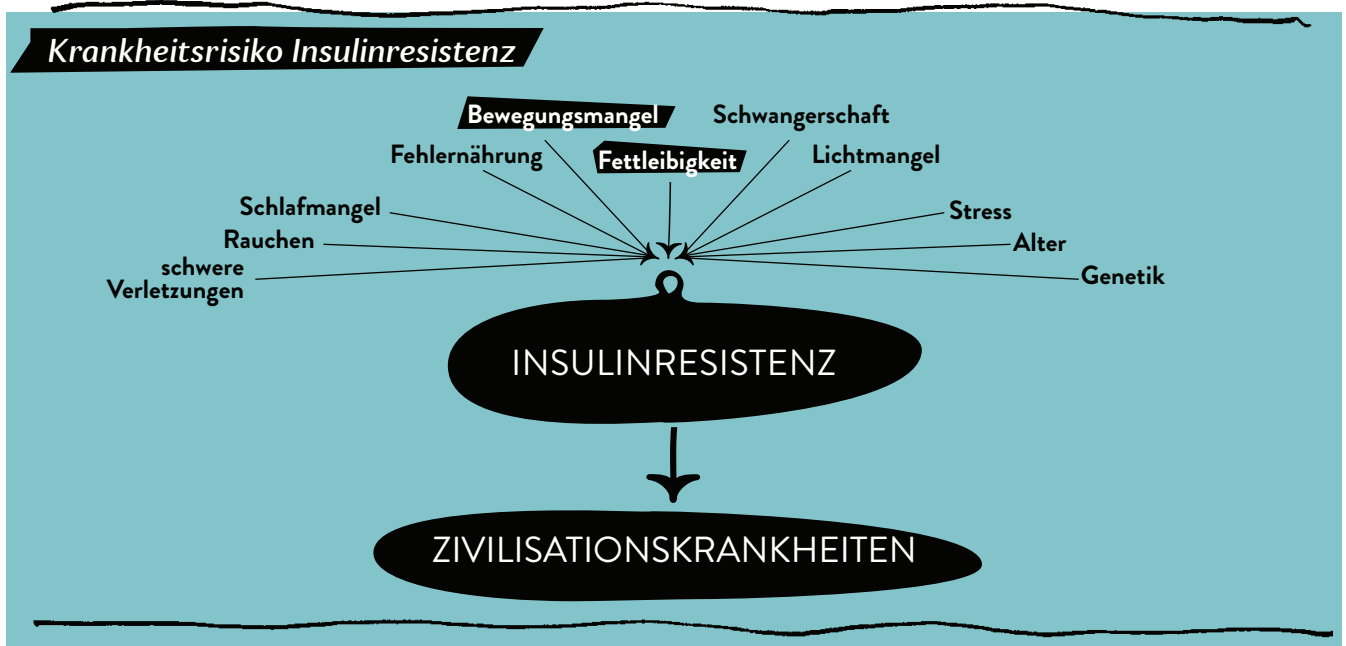 Krankheitsrisiko Insulinresistenz
Bewegungsmangel
Schwangerschaft
Fehlernährung
Fettleibigkeit
Lichtmangel
Schlafmangel
Stress
Rauchen
Alter
schwere
Verletzungen
Genetik
INSULINRESISTENZ
ZIVILISATIONSKRANKHEITEN